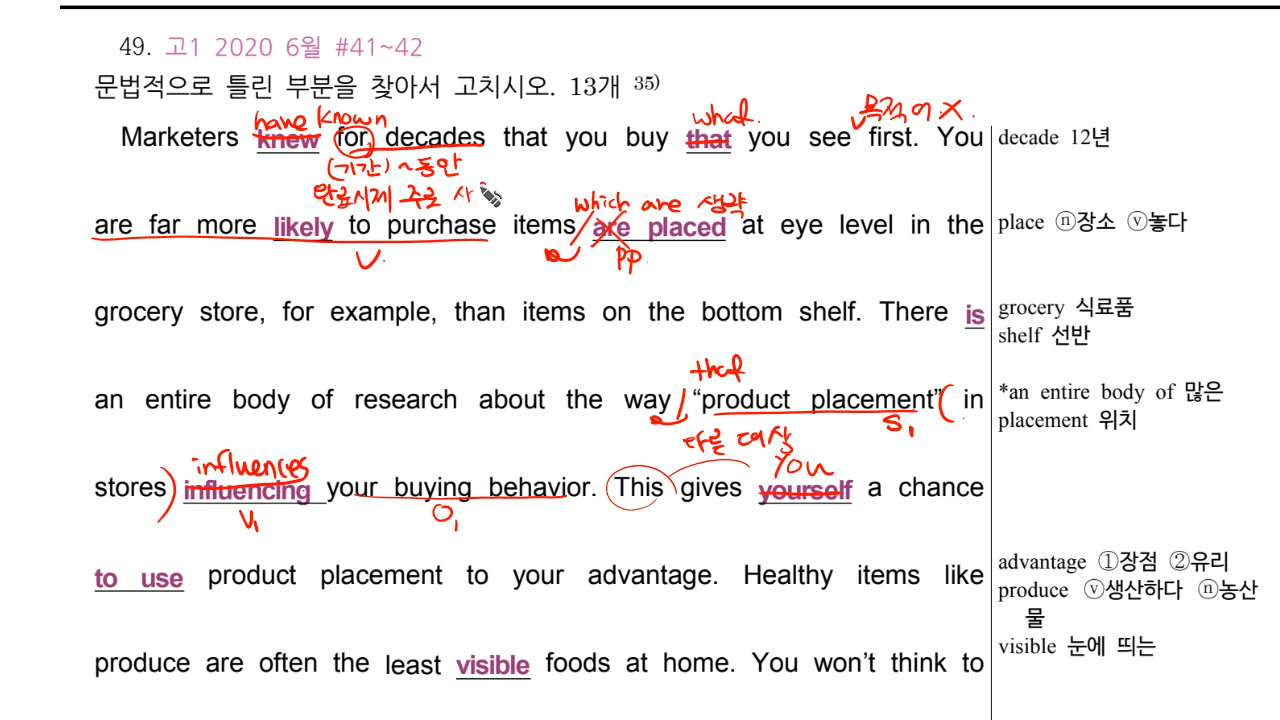 49. 고1 2020 6월 #41~42
문법적으로 틀린 부분을 찾아서 고치시오. 13개 35)
have known what 목적어 X.
Marketers knew for decades that you buy that you see first. You
decade 12년
(기간) ~동안
완료시제 주로 사
which are 생략
are far more likely to purchase items are placed at eye level in the
place ⓝ장소 ⓥ놓다
V PP
grocery store, for example, than items on the bottom shelf. There is
grocery 식료품
shelf 선반
that
an entire body of research about the way “product placement” ( in
*an entire body of 많은
placement 위치
S₁
다른 대상
influences you
stores ) influencing your buying behavior. This gives yourself a chance
V₁ O₁
to use product placement to your advantage. Healthy items like
advantage ①장점 ②유리
produce ⓥ생산하다 ⓝ농산
물
produce are often the least visible foods at home. You won’t think to
visible 눈에 띄는